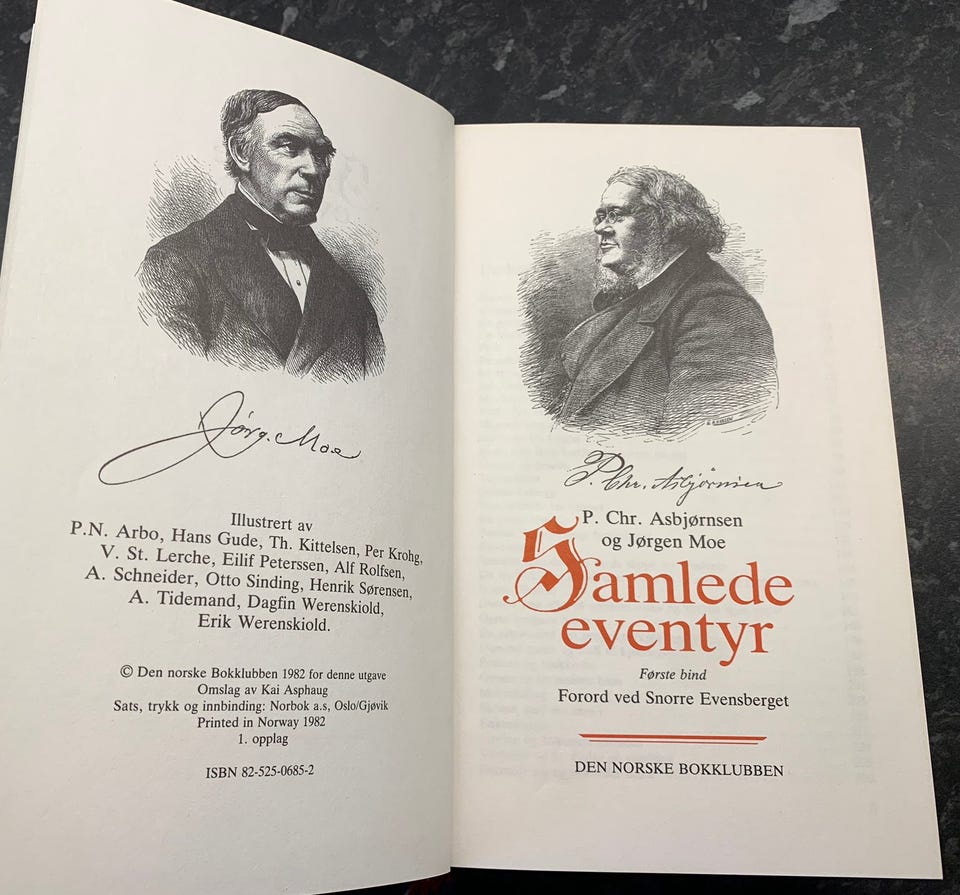 Jørg. Moe
Illustrert av
P.N. Arbo, Hans Gude, Th. Kittelsen, Per Krohg,
V. St. Lerche, Eilif Peterssen, Alf Rolfsen,
A. Schneider, Otto Sinding, Henrik Sørensen,
A. Tidemand, Dagfin Werenskiold,
Erik Werenskiold.
© Den norske Bokklubben 1982 for denne utgave
Omslag av Kai Asphaug
Sats, trykk og innbinding: Norbok a.s, Oslo/Gjøvik
Printed in Norway 1982
1. opplag
ISBN 82-525-0685-2
P. Chr. Asbjørnsen
P. Chr. Asbjørnsen
og Jørgen Moe
Samlede
eventyr
Første bind
Forord ved Snorre Evensberget
DEN NORSKE BOKKLUBBEN